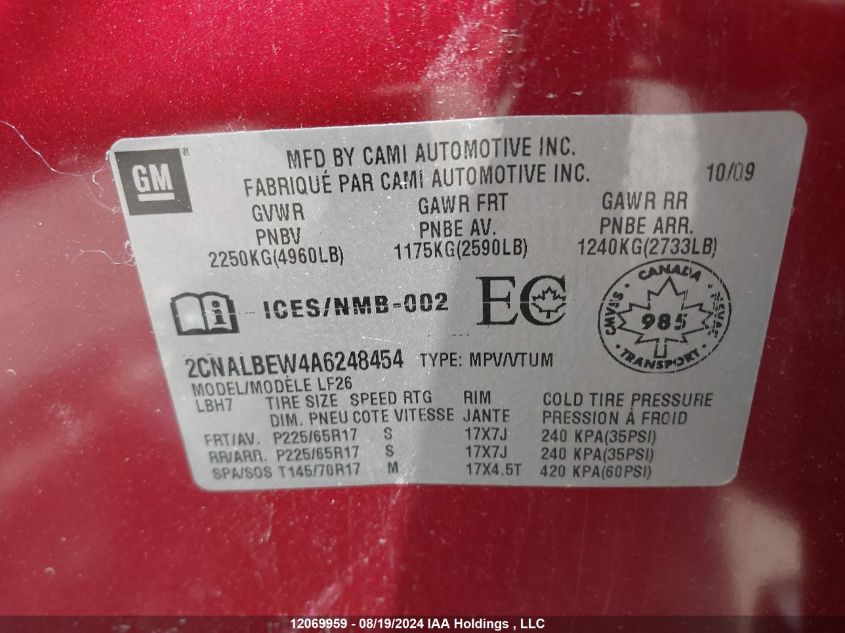 GM ®
MFD BY CAMI AUTOMOTIVE INC.
FABRIQUÉ PAR CAMI AUTOMOTIVE INC. 10/09
GVWR GAWR FRT GAWR RR
PNBV PNBE AV. PNBE ARR.
2250KG(4960LB) 1175KG(2590LB) 1240KG(2733LB)
i ICES/NMB-002 EC
CANADA
CMVSS 985 NSVAC
TRANSPORT
2CNALBEW4A6248454 TYPE: MPV/VTUM
MODEL/MODÈLE LF26
LBH7 TIRE SIZE SPEED RTG RIM COLD TIRE PRESSURE
DIM. PNEU COTE VITESSE JANTE PRESSION À FROID
FRT/AV. P225/65R17 S 17X7J 240 KPA(35PSI)
RR/ARR. P225/65R17 S 17X7J 240 KPA(35PSI)
SPA/SOS T145/70R17 M 17X4.5T 420 KPA(60PSI)
12069959 - 08/19/2024 IAA Holdings , LLC